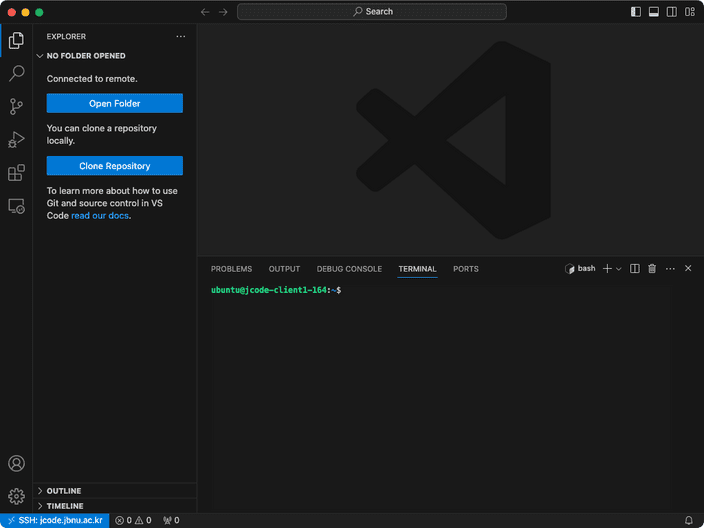 Search
EXPLORER
NO FOLDER OPENED
Connected to remote.
Open Folder
You can clone a repository
locally.
Clone Repository
To learn more about how to use
Git and source control in VS
Code read our docs.
PROBLEMS OUTPUT DEBUG CONSOLE TERMINAL PORTS bash
ubuntu@jcode-client1-164:~$
OUTLINE
TIMELINE
SSH: jcode.jbnu.ac.kr 0 0 0